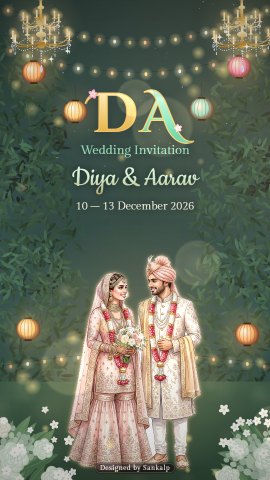 DA
Wedding Invitation
Diya & Aarav
10 — 13 December 2026
Designed by Sankalp